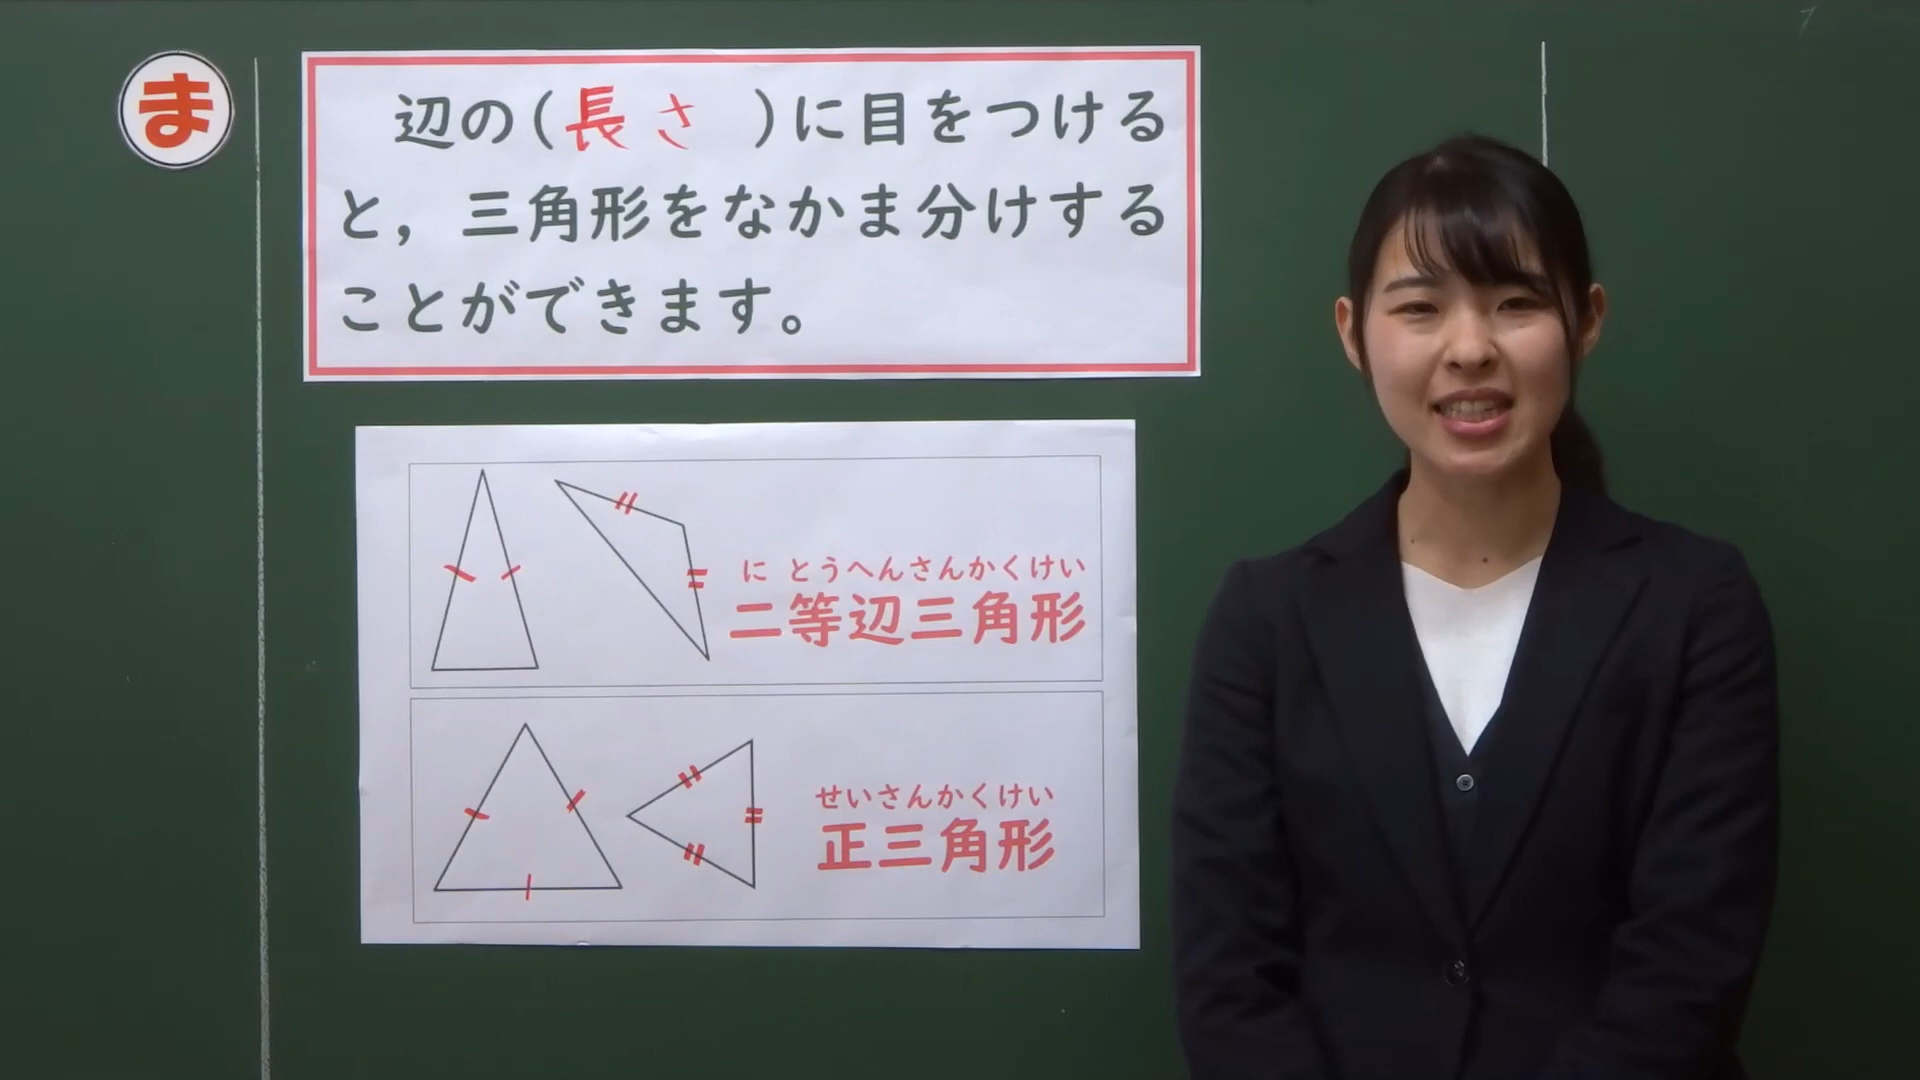 ま
辺の(長さ )に目をつける
と，三角形をなかま分けする
ことができます。
に とうへんさんかくけい
二等辺三角形
せいさんかくけい
正三角形